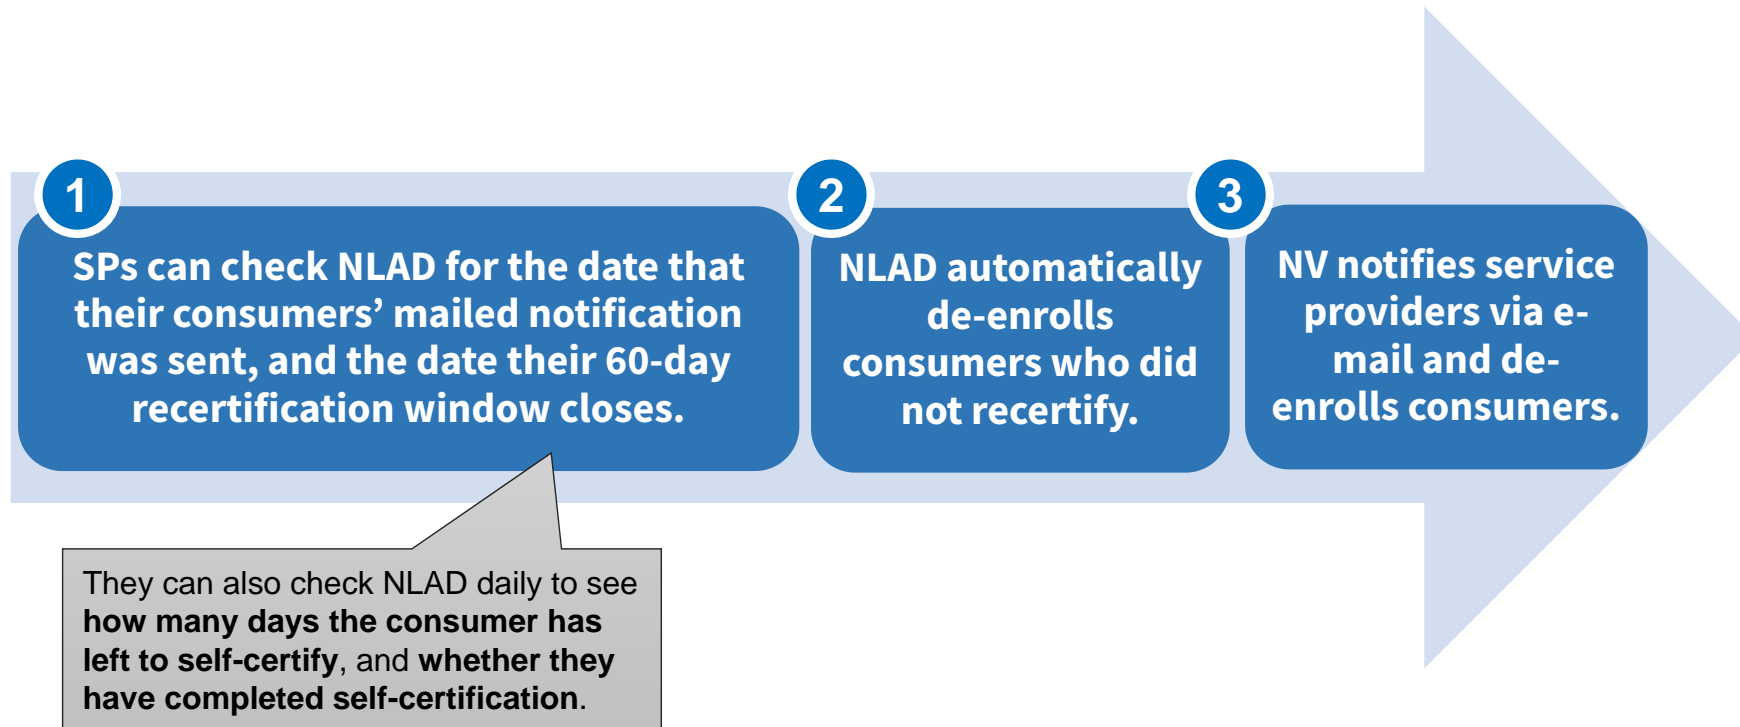 1
SPs can check NLAD for the date that
their consumers’ mailed notification
was sent, and the date their 60-day
recertification window closes.
2
NLAD automatically
de-enrolls
consumers who did
not recertify.
3
NV notifies service
providers via e-
mail and de-
enrolls consumers.
They can also check NLAD daily to see
how many days the consumer has
left to self-certify, and whether they
have completed self-certification.